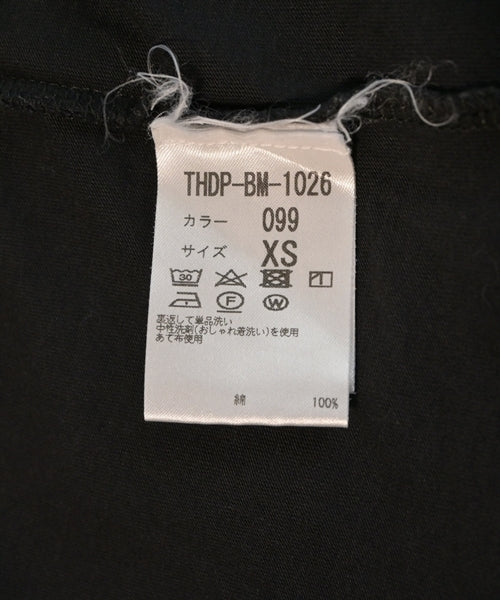 THDP-BM-1026
カラー 099
サイズ XS
30
F W
裏返して単品洗い
中性洗剤(おしゃれ着洗い)を使用
あて布使用
綿 100%